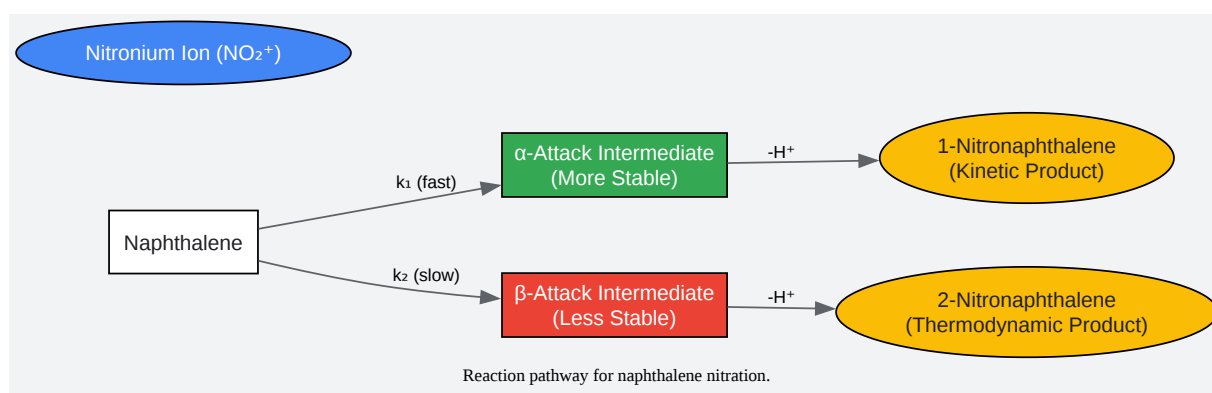 Nitronium Ion (NO₂⁺)
α-Attack Intermediate
(More Stable)
-H⁺
1-Nitronaphthalene
(Kinetic Product)
k₁ (fast)
Naphthalene
k₂ (slow)
β-Attack Intermediate
(Less Stable)
-H⁺
2-Nitronaphthalene
(Thermodynamic Product)
Reaction pathway for naphthalene nitration.